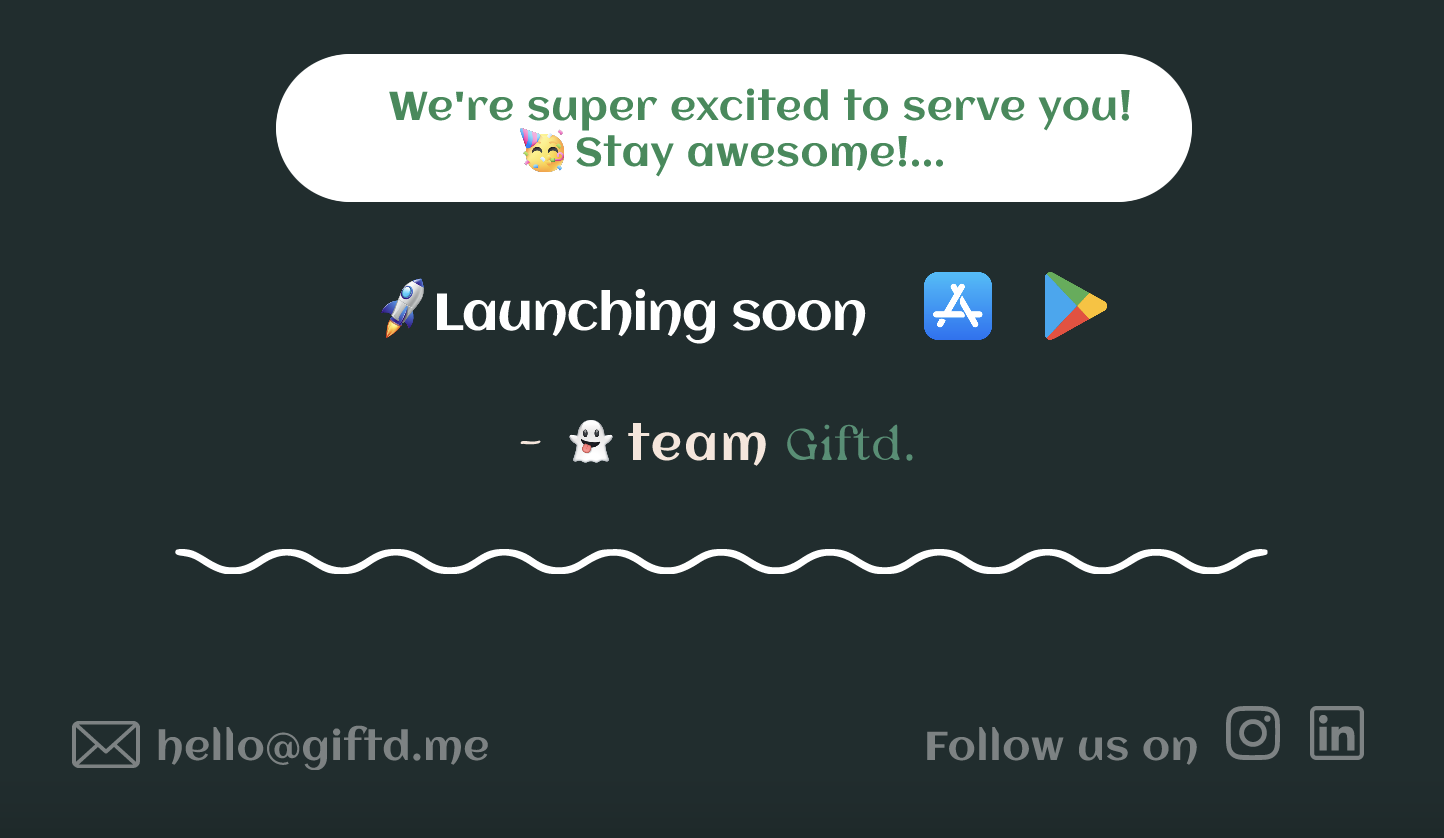 We're super excited to serve you!
🥳 Stay awesome!...
🚀 Launching soon
- 👻 team Giftd.
hello@giftd.me
Follow us on